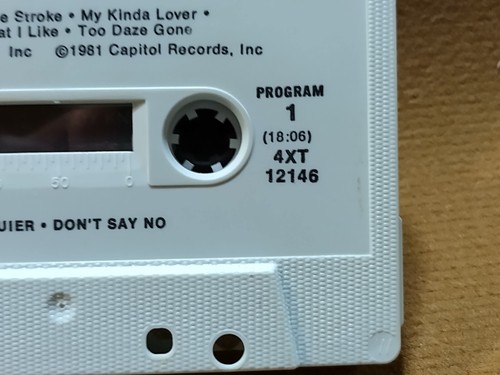 e Stroke • My Kinda Lover •
at I Like • Too Daze Gone
Inc ©1981 Capitol Records, Inc
PROGRAM
1
(18:06)
4XT
12146
50 0
UIER • DON'T SAY NO